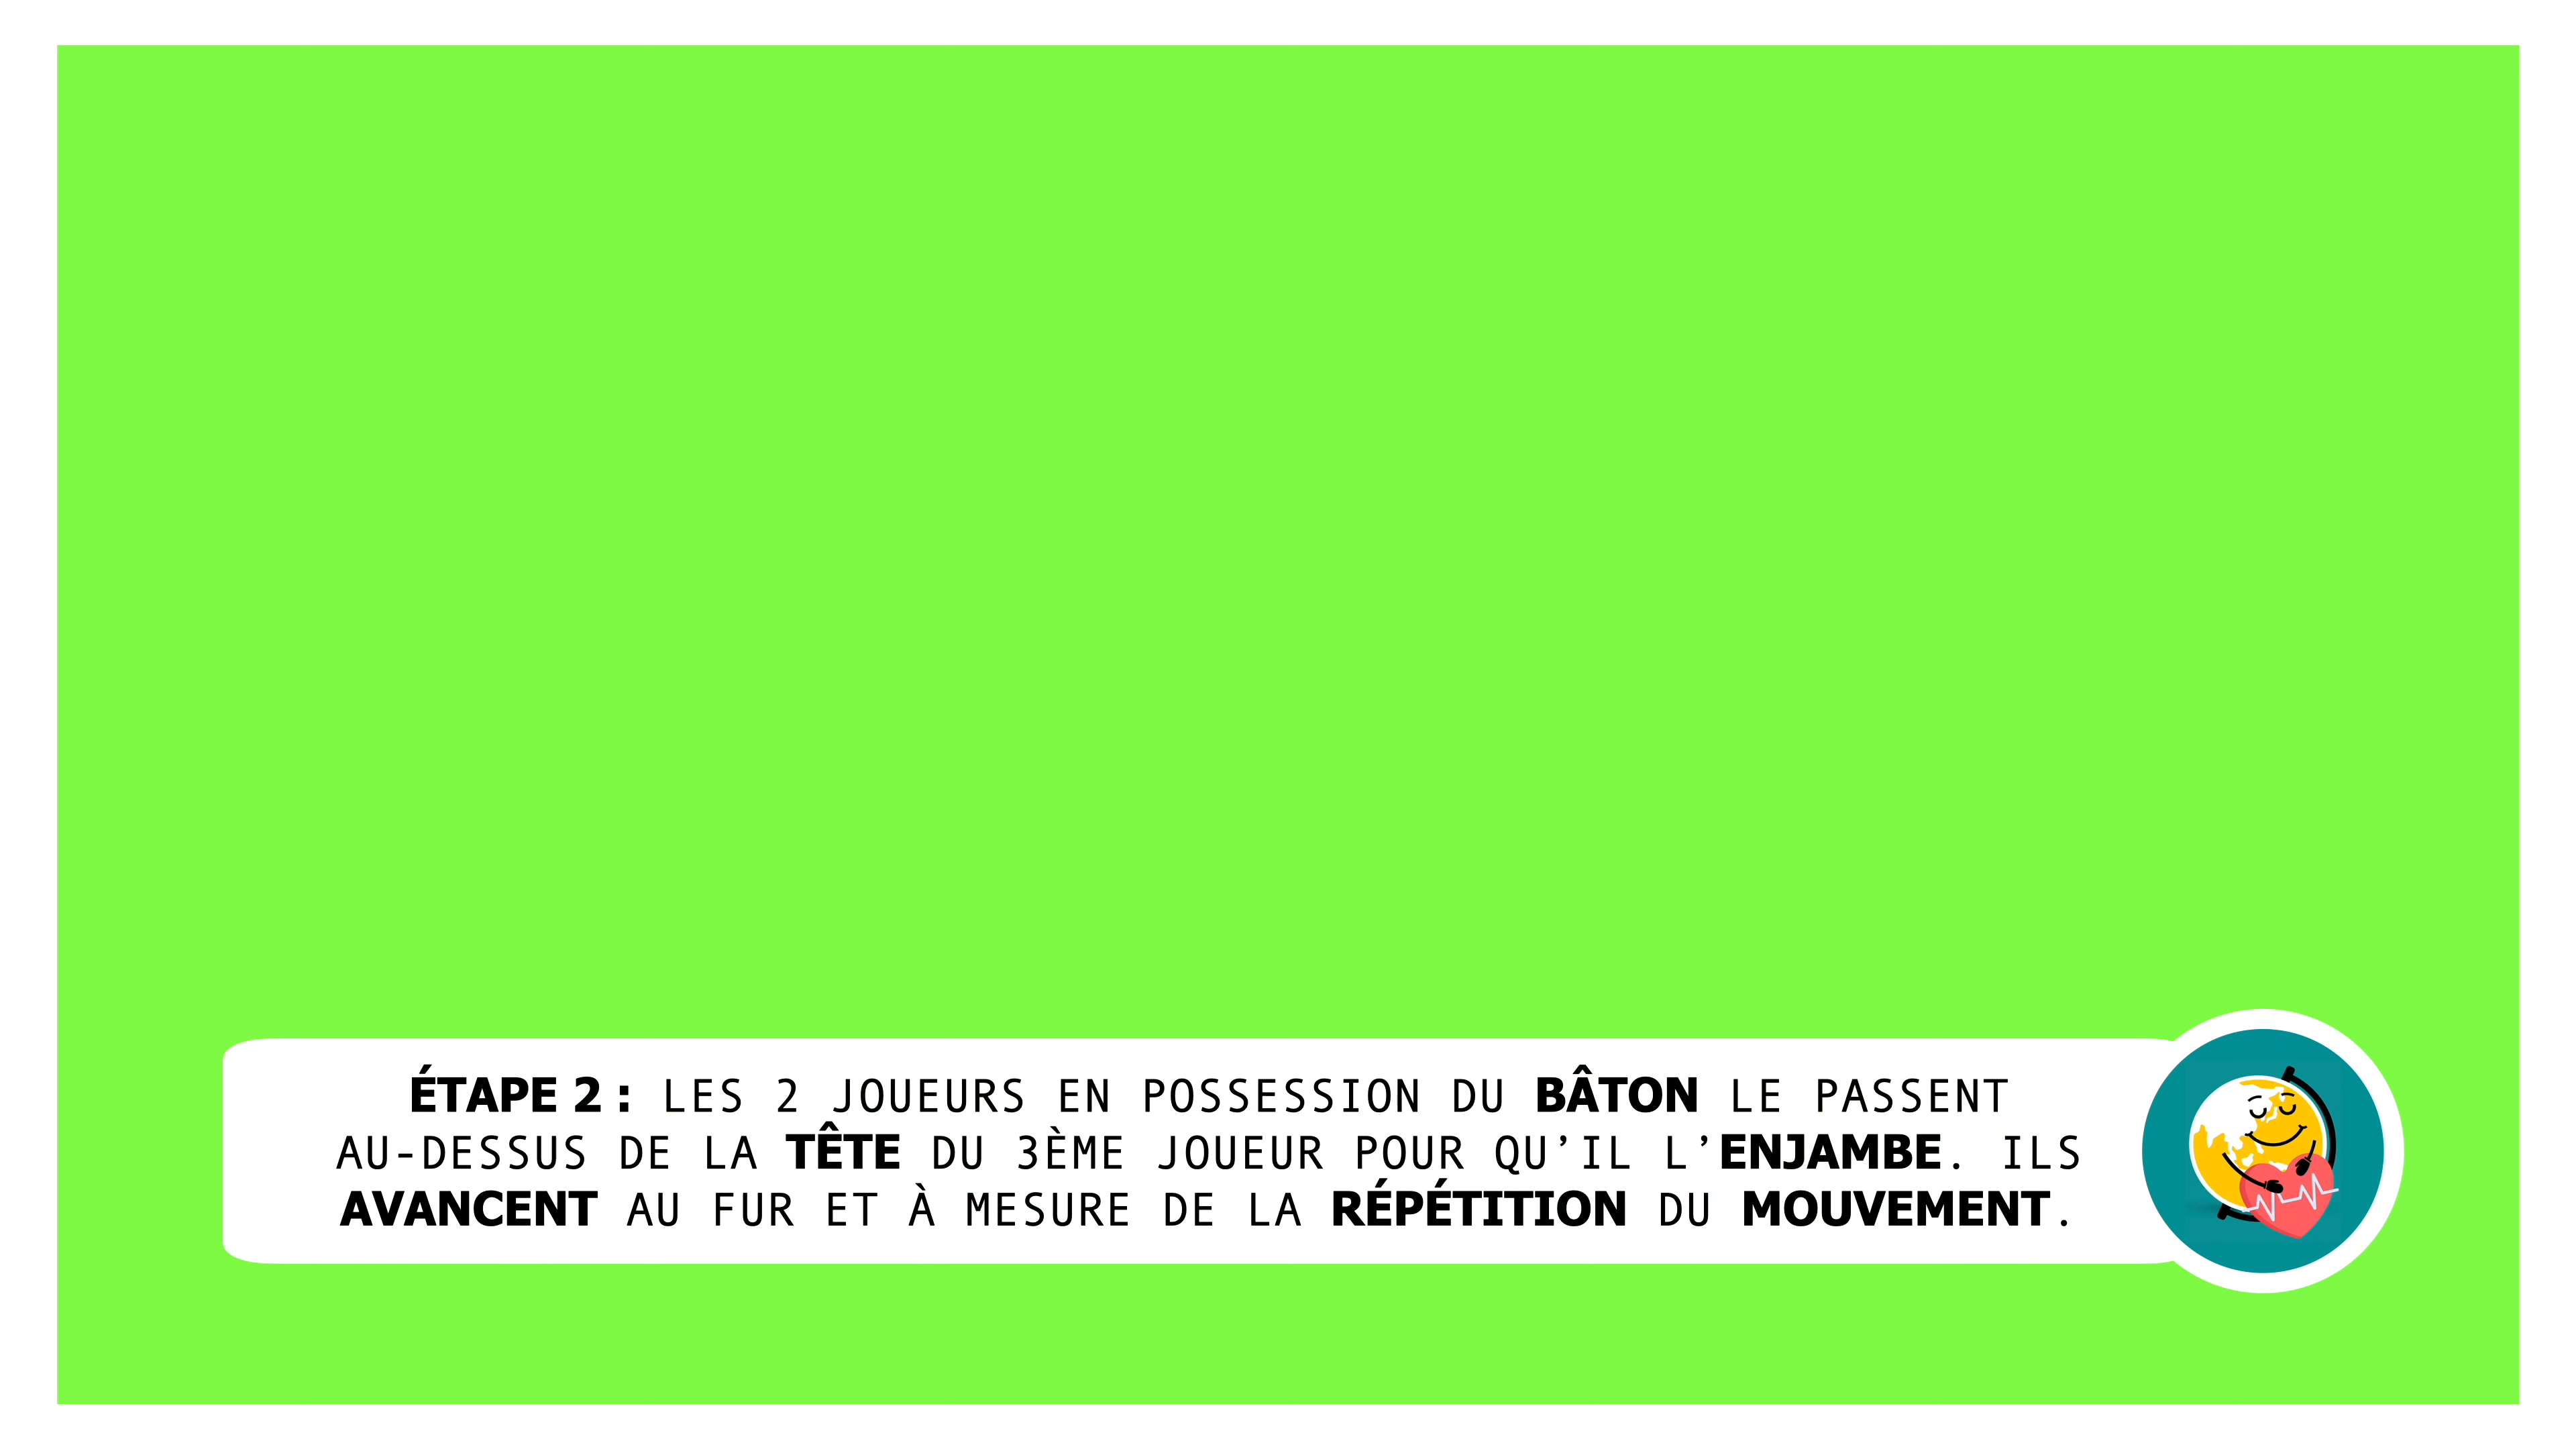 ÉTAPE 2 : LES 2 JOUEURS EN POSSESSION DU BÂTON LE PASSENT
AU-DESSUS DE LA TÊTE DU 3ÈME JOUEUR POUR QU’IL L’ENJAMBE. ILS
AVANCENT AU FUR ET À MESURE DE LA RÉPÉTITION DU MOUVEMENT.